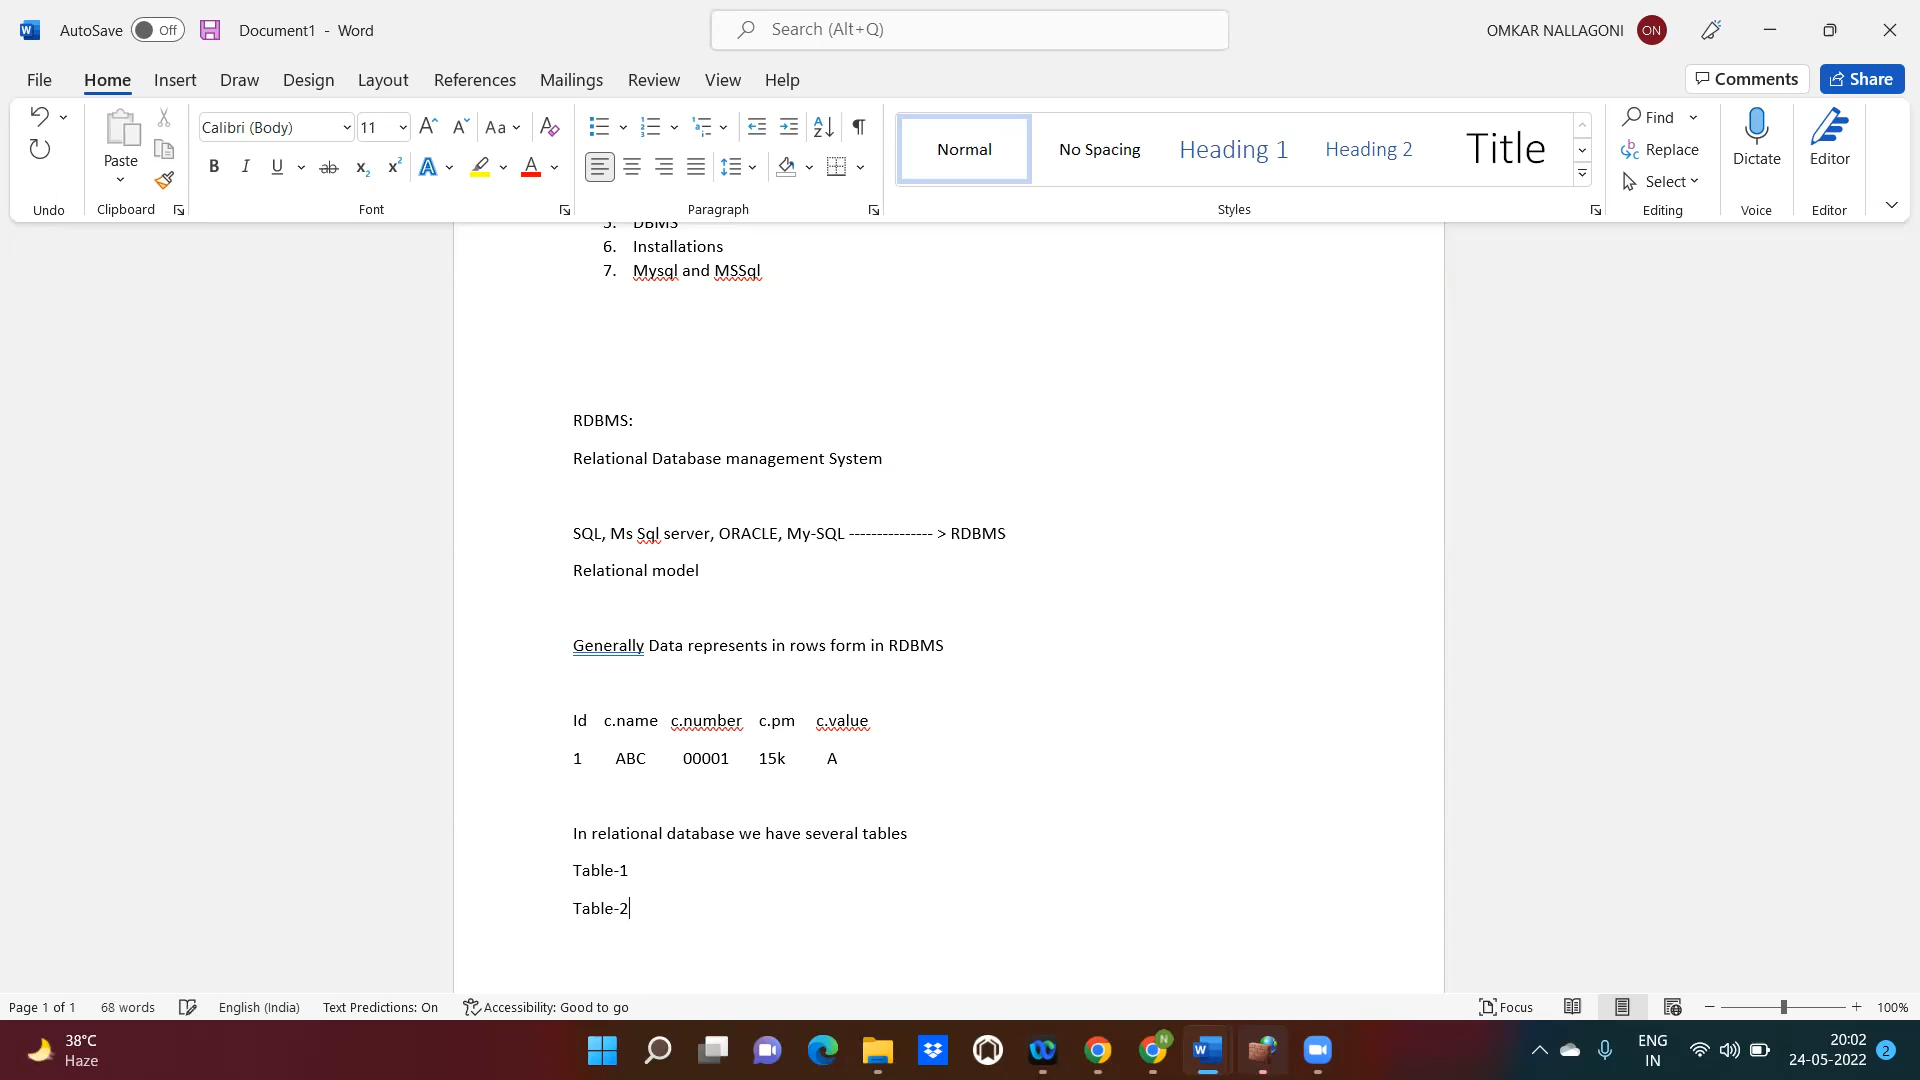 AutoSave Off Document1 - Word Search (Alt+Q) OMKAR NALLAGONI ON
File Home Insert Draw Design Layout References Mailings Review View Help Comments Share
Calibri (Body) 11 Aa
Paste
Normal No Spacing Heading 1 Heading 2 Title
Find
Replace
Select
Dictate Editor
Undo Clipboard Font Paragraph Styles Editing Voice Editor
5. DBMS
6. Installations
7. Mysql and MSSql
RDBMS:
Relational Database management System
SQL, Ms Sql server, ORACLE, My-SQL --------------- > RDBMS
Relational model
Generally Data represents in rows form in RDBMS
Id c.name c.number c.pm c.value
1 ABC 00001 15k A
In relational database we have several tables
Table-1
Table-2
Page 1 of 1 68 words English (India) Text Predictions: On Accessibility: Good to go Focus 100%
38°C
Haze
ENG
IN
20:02
24-05-2022
2